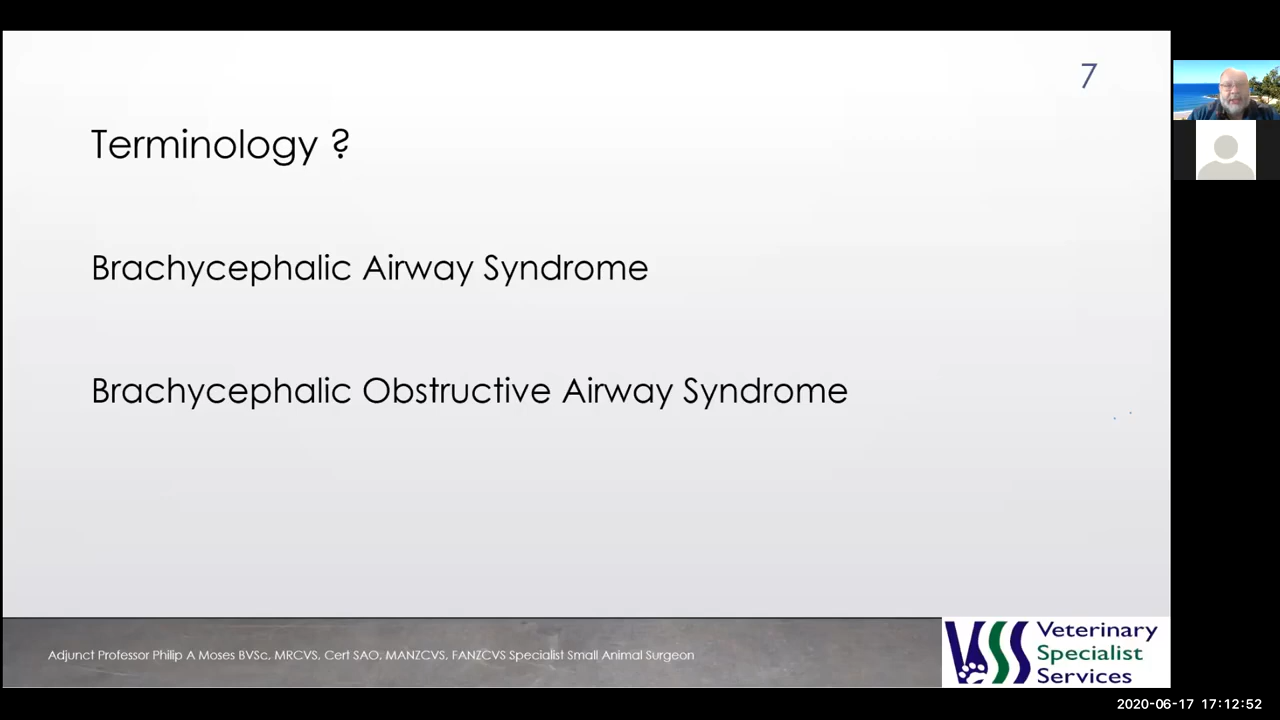 7
Terminology ?
Brachycephalic Airway Syndrome
Brachycephalic Obstructive Airway Syndrome
Adjunct Professor Philip A Moses BVSc, MRCVS, Cert SAO, MANZCVS, FANZCVS Specialist Small Animal Surgeon
VSS
Veterinary
Specialist
Services
2020-06-17 17:12:52